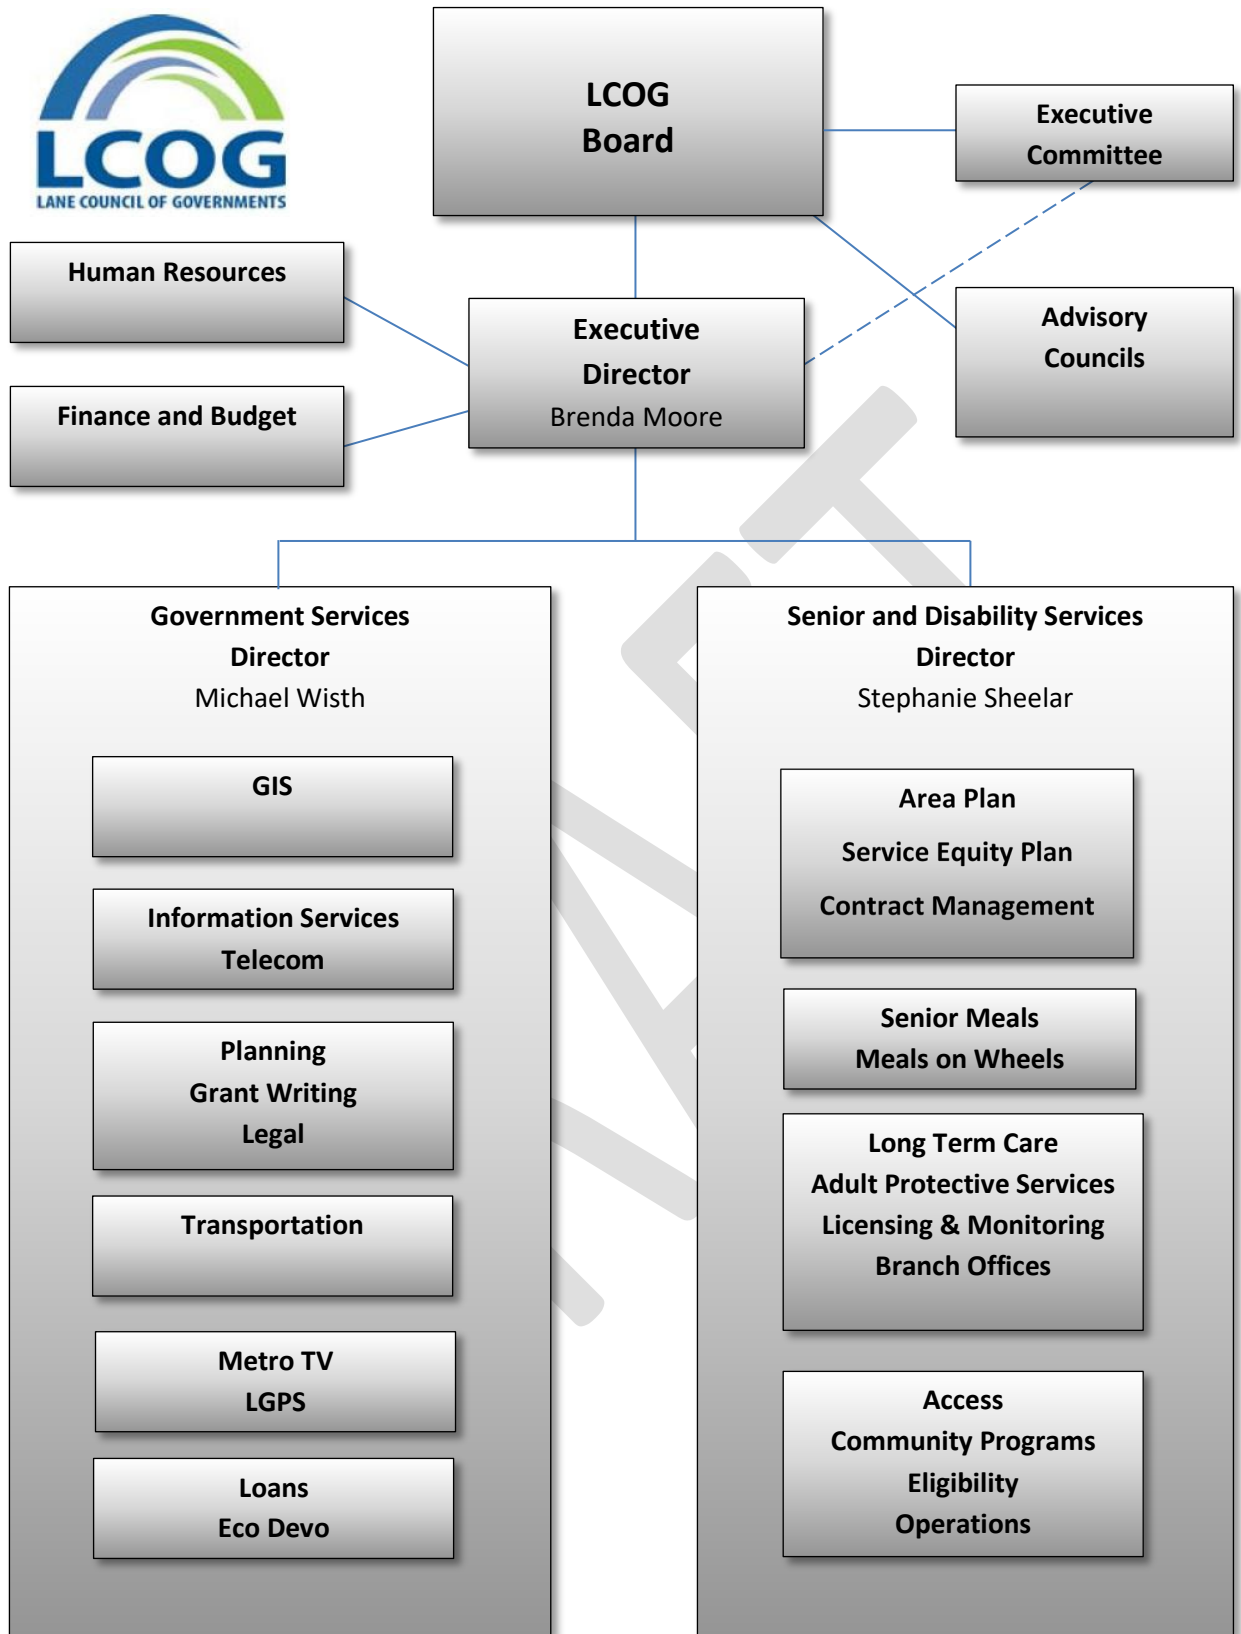 LCOG
LANE COUNCIL OF GOVERNMENTS
LCOG
Board
Executive
Committee
Human Resources
Executive
Director
Brenda Moore
Advisory
Councils
Finance and Budget
Government Services
Director
Michael Wisth
GIS
Information Services
Telecom
Planning
Grant Writing
Legal
Transportation
Metro TV
LGPS
Loans
Eco Devo
Senior and Disability Services
Director
Stephanie Sheelar
Area Plan
Service Equity Plan
Contract Management
Senior Meals
Meals on Wheels
Long Term Care
Adult Protective Services
Licensing & Monitoring
Branch Offices
Access
Community Programs
Eligibility
Operations